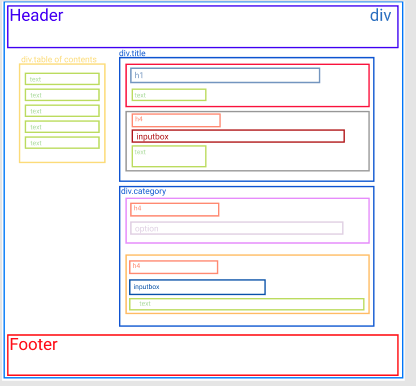 Header
div
div.table of contents
text
text
text
text
text
div.title
h1
text
h4
inputbox
text
div.category
h4
option
h4
inputbox
text
Footer